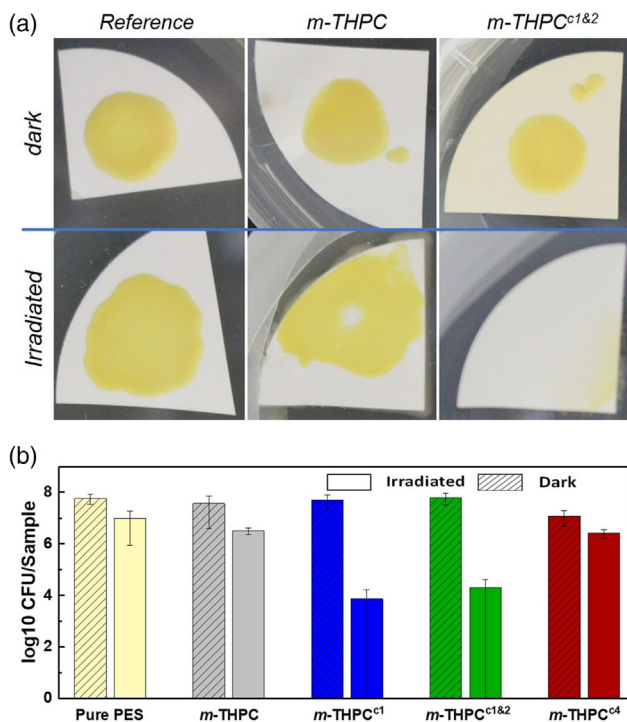 (a)
Reference m-THPC m-THPCc1&2
dark
Irradiated
(b)
Irradiated Dark
log10 CFU/Sample
8
6
4
2
0
Pure PES m-THPC m-THPCc1 m-THPCc1&2 m-THPCc4